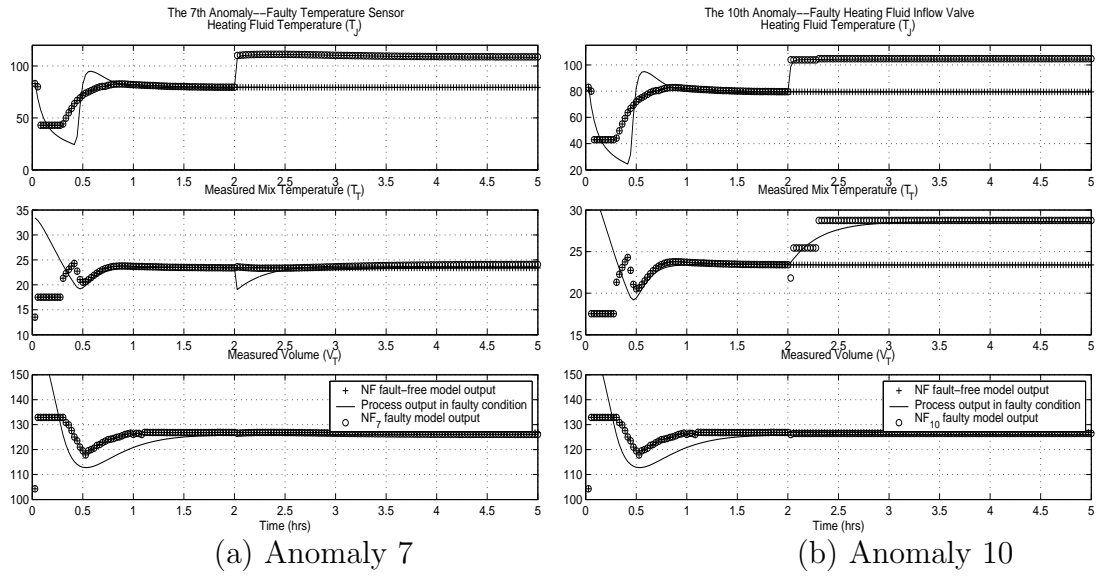 The 7th Anomaly−−Faulty Temperature Sensor
Heating Fluid Temperature (T_J)
100
50
0
0 0.5 1 1.5 2 2.5 3 3.5 4 4.5 5
Measured Mix Temperature (T_T)
35
30
25
20
15
10
0 0.5 1 1.5 2 2.5 3 3.5 4 4.5 5
Measured Volume (V_T)
150
140
130
120
110
100
NF fault−free model output
Process output in faulty condition
NF_7 faulty model output
0 0.5 1 1.5 2 2.5 3 3.5 4 4.5 5
Time (hrs)
(a) Anomaly 7
The 10th Anomaly−−Faulty Heating Fluid Inflow Valve
Heating Fluid Temperature (T_J)
100
80
60
40
20
0 0.5 1 1.5 2 2.5 3 3.5 4 4.5 5
Measured Mix Temperature (T_T)
30
25
20
15
0 0.5 1 1.5 2 2.5 3 3.5 4 4.5 5
Measured Volume (V_T)
150
140
130
120
110
100
NF fault−free model output
Process output in faulty condition
NF_10 faulty model output
0 0.5 1 1.5 2 2.5 3 3.5 4 4.5 5
Time (hrs)
(b) Anomaly 10